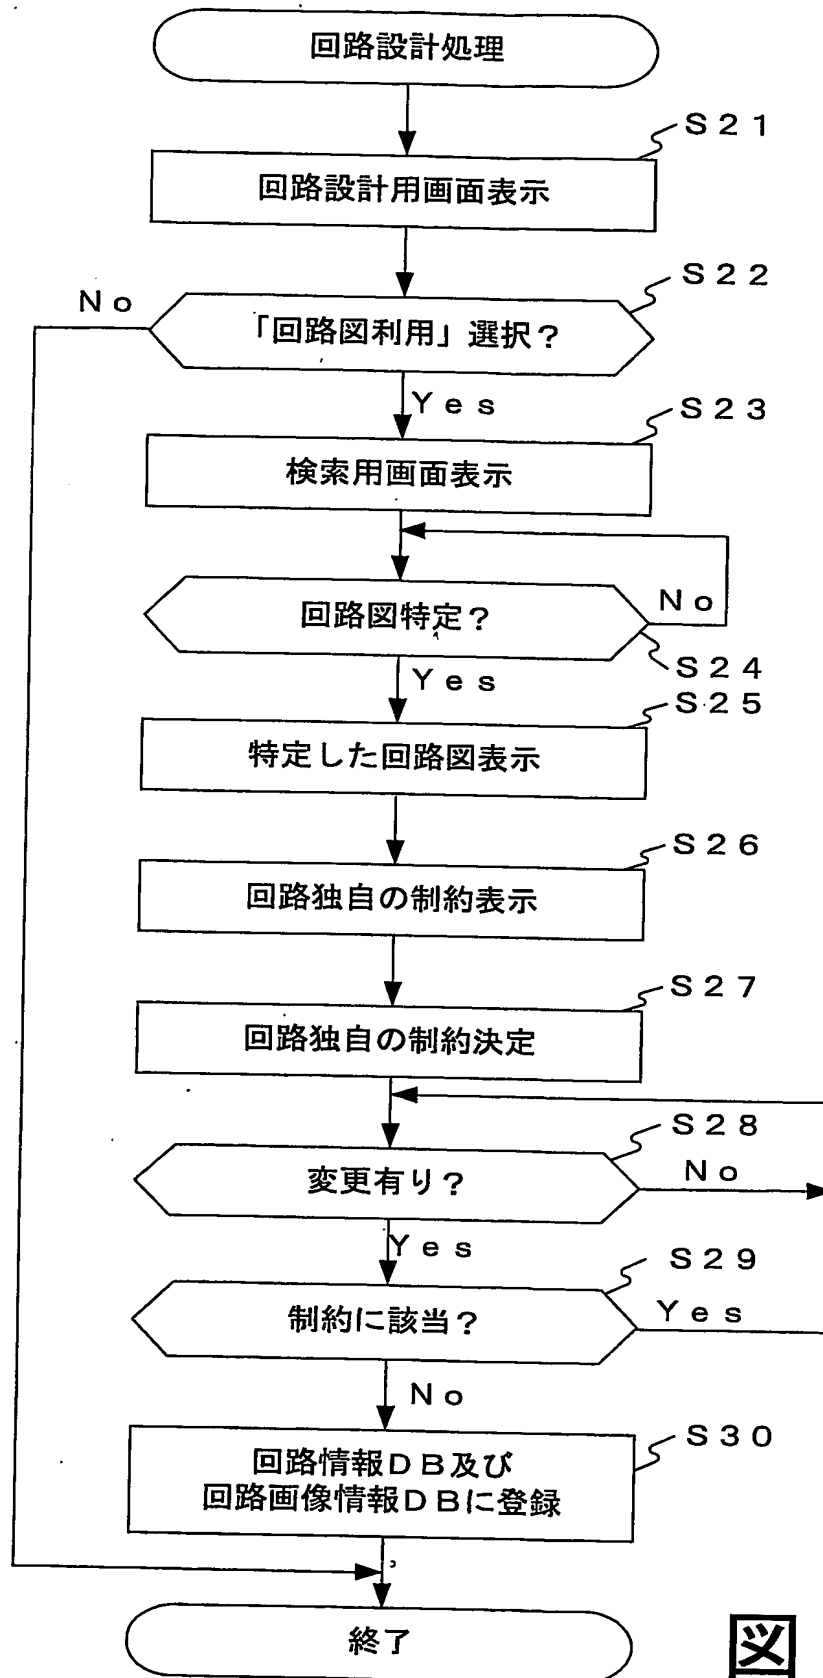 回路設計処理
S21
回路設計用画面表示
S22
No
「回路図利用」選択?
Yes
S23
検索用画面表示
回路図特定?
No
S24
Yes
S25
特定した回路図表示
S26
回路独自の制約表示
S27
回路独自の制約決定
S28
変更有り?
No
Yes
S29
制約に該当?
Yes
No
S30
回路情報DB及び
回路画像情報DBに登録
終了
図